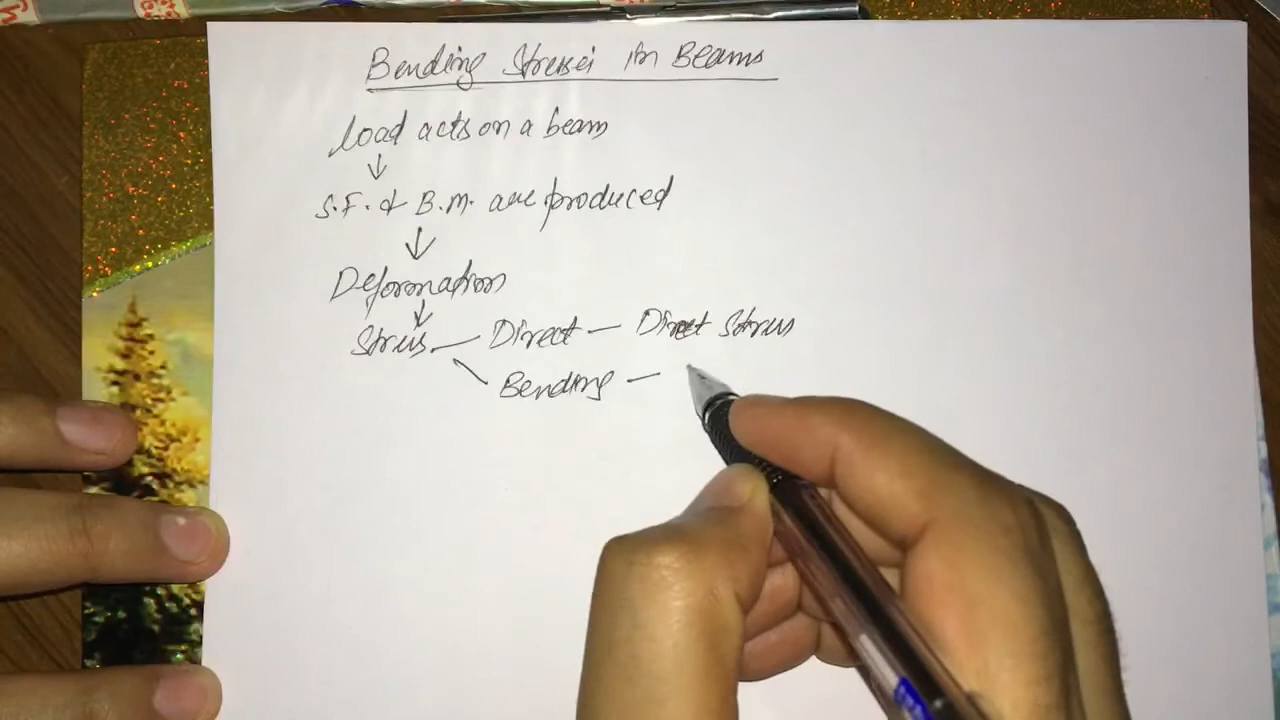 Bending Stresses in Beams
load acts on a beam
↓
S.F. & B.M. are produced
↓
Deformation
↓
Stress — Direct — Direct Stress
Bending —